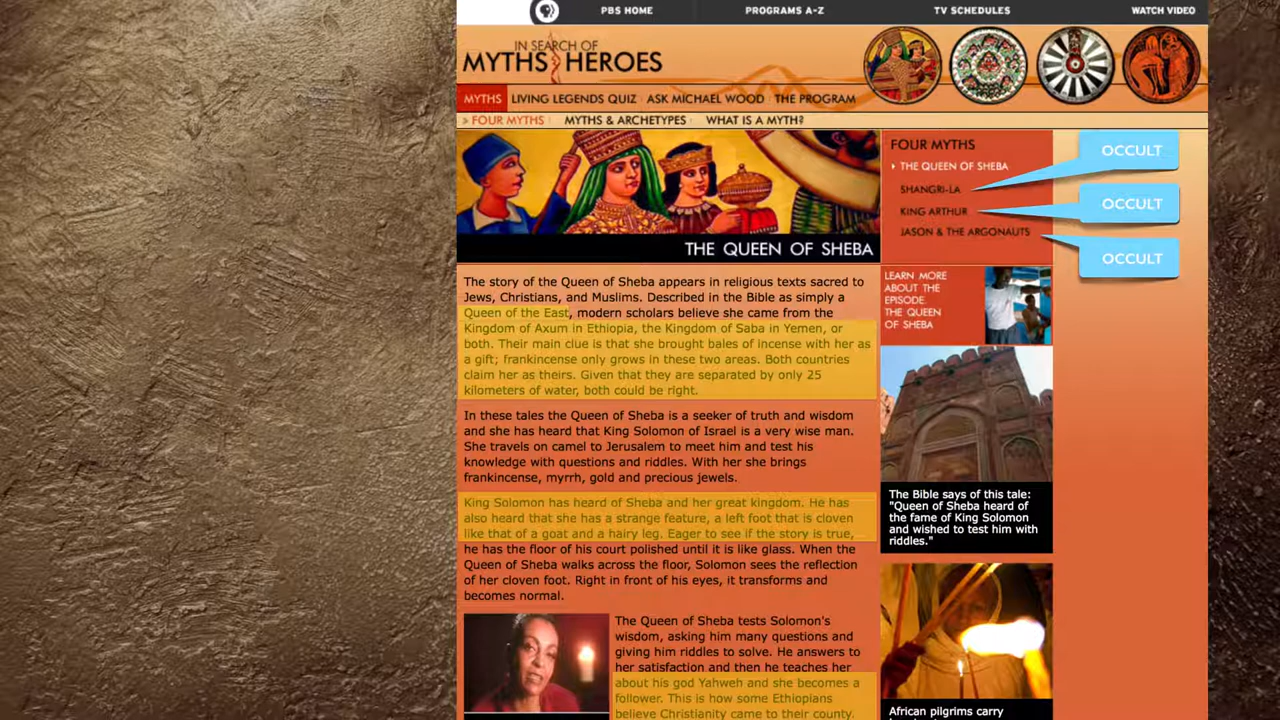 PBS HOME
PROGRAMS A-Z
TV SCHEDULES
WATCH VIDEO
IN SEARCH OF
MYTHS HEROES
MYTHS LIVING LEGENDS QUIZ ASK MICHAEL WOOD THE PROGRAM
> FOUR MYTHS MYTHS & ARCHETYPES WHAT IS A MYTH?
THE QUEEN OF SHEBA
FOUR MYTHS
THE QUEEN OF SHEBA
SHANGRI-LA
KING ARTHUR
JASON & THE ARGONAUTS
OCCULT
OCCULT
OCCULT
LEARN MORE
ABOUT THE
EPISODE.
THE QUEEN
OF SHEBA
The story of the Queen of Sheba appears in religious texts sacred to
Jews, Christians, and Muslims. Described in the Bible as simply a
Queen of the East, modern scholars believe she came from the
Kingdom of Axum in Ethiopia, the Kingdom of Saba in Yemen, or
both. Their main clue is that she brought bales of incense with her as
a gift; frankincense only grows in these two areas. Both countries
claim her as theirs. Given that they are separated by only 25
kilometers of water, both could be right.
In these tales the Queen of Sheba is a seeker of truth and wisdom
and she has heard that King Solomon of Israel is a very wise man.
She travels on camel to Jerusalem to meet him and test his
knowledge with questions and riddles. With her she brings
frankincense, myrrh, gold and precious jewels.
King Solomon has heard of Sheba and her great kingdom. He has
also heard that she has a strange feature, a left foot that is cloven
like that of a goat and a hairy leg. Eager to see if the story is true,
he has the floor of his court polished until it is like glass. When the
Queen of Sheba walks across the floor, Solomon sees the reflection
of her cloven foot. Right in front of his eyes, it transforms and
becomes normal.
The Queen of Sheba tests Solomon's
wisdom, asking him many questions and
giving him riddles to solve. He answers to
her satisfaction and then he teaches her
about his god Yahweh and she becomes a
follower. This is how some Ethiopians
believe Christianity came to their county.
The Bible says of this tale:
"Queen of Sheba heard of
the fame of King Solomon
and wished to test him with
riddles."
African pilgrims carry